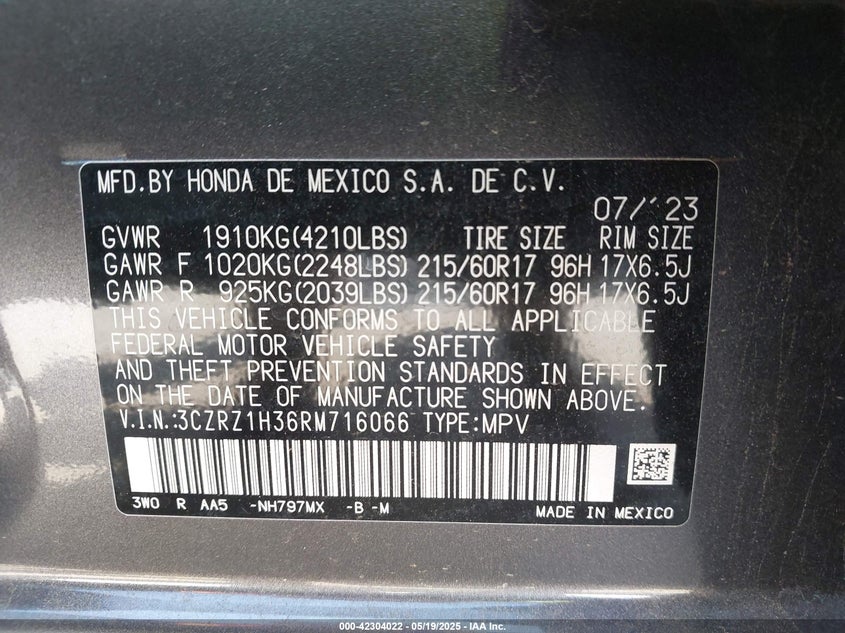 MFD.BY HONDA DE MEXICO S.A. DE C.V.
07/'23
GVWR 1910KG(4210LBS) TIRE SIZE RIM SIZE
GAWR F 1020KG(2248LBS) 215/60R17 96H 17X6.5J
GAWR R 925KG(2039LBS) 215/60R17 96H 17X6.5J
THIS VEHICLE CONFORMS TO ALL APPLICABLE
FEDERAL MOTOR VEHICLE SAFETY
AND THEFT PREVENTION STANDARDS IN EFFECT
ON THE DATE OF MANUFACTURE SHOWN ABOVE.
V.I.N.:3CZRZ1H36RM716066 TYPE:MPV
3W0 R AA5 -NH797MX -B -M MADE IN MEXICO
000-42304022 - 05/19/2025 - IAA Inc.